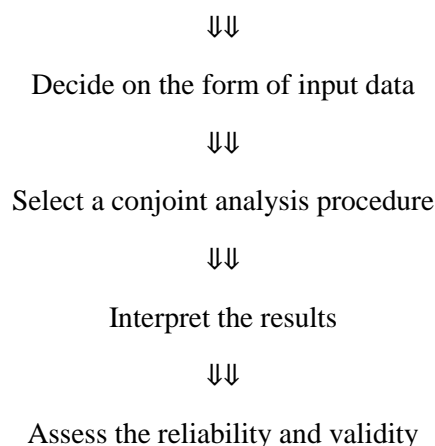 ⇓⇓
Decide on the form of input data
⇓⇓
Select a conjoint analysis procedure
⇓⇓
Interpret the results
⇓⇓
Assess the reliability and validity